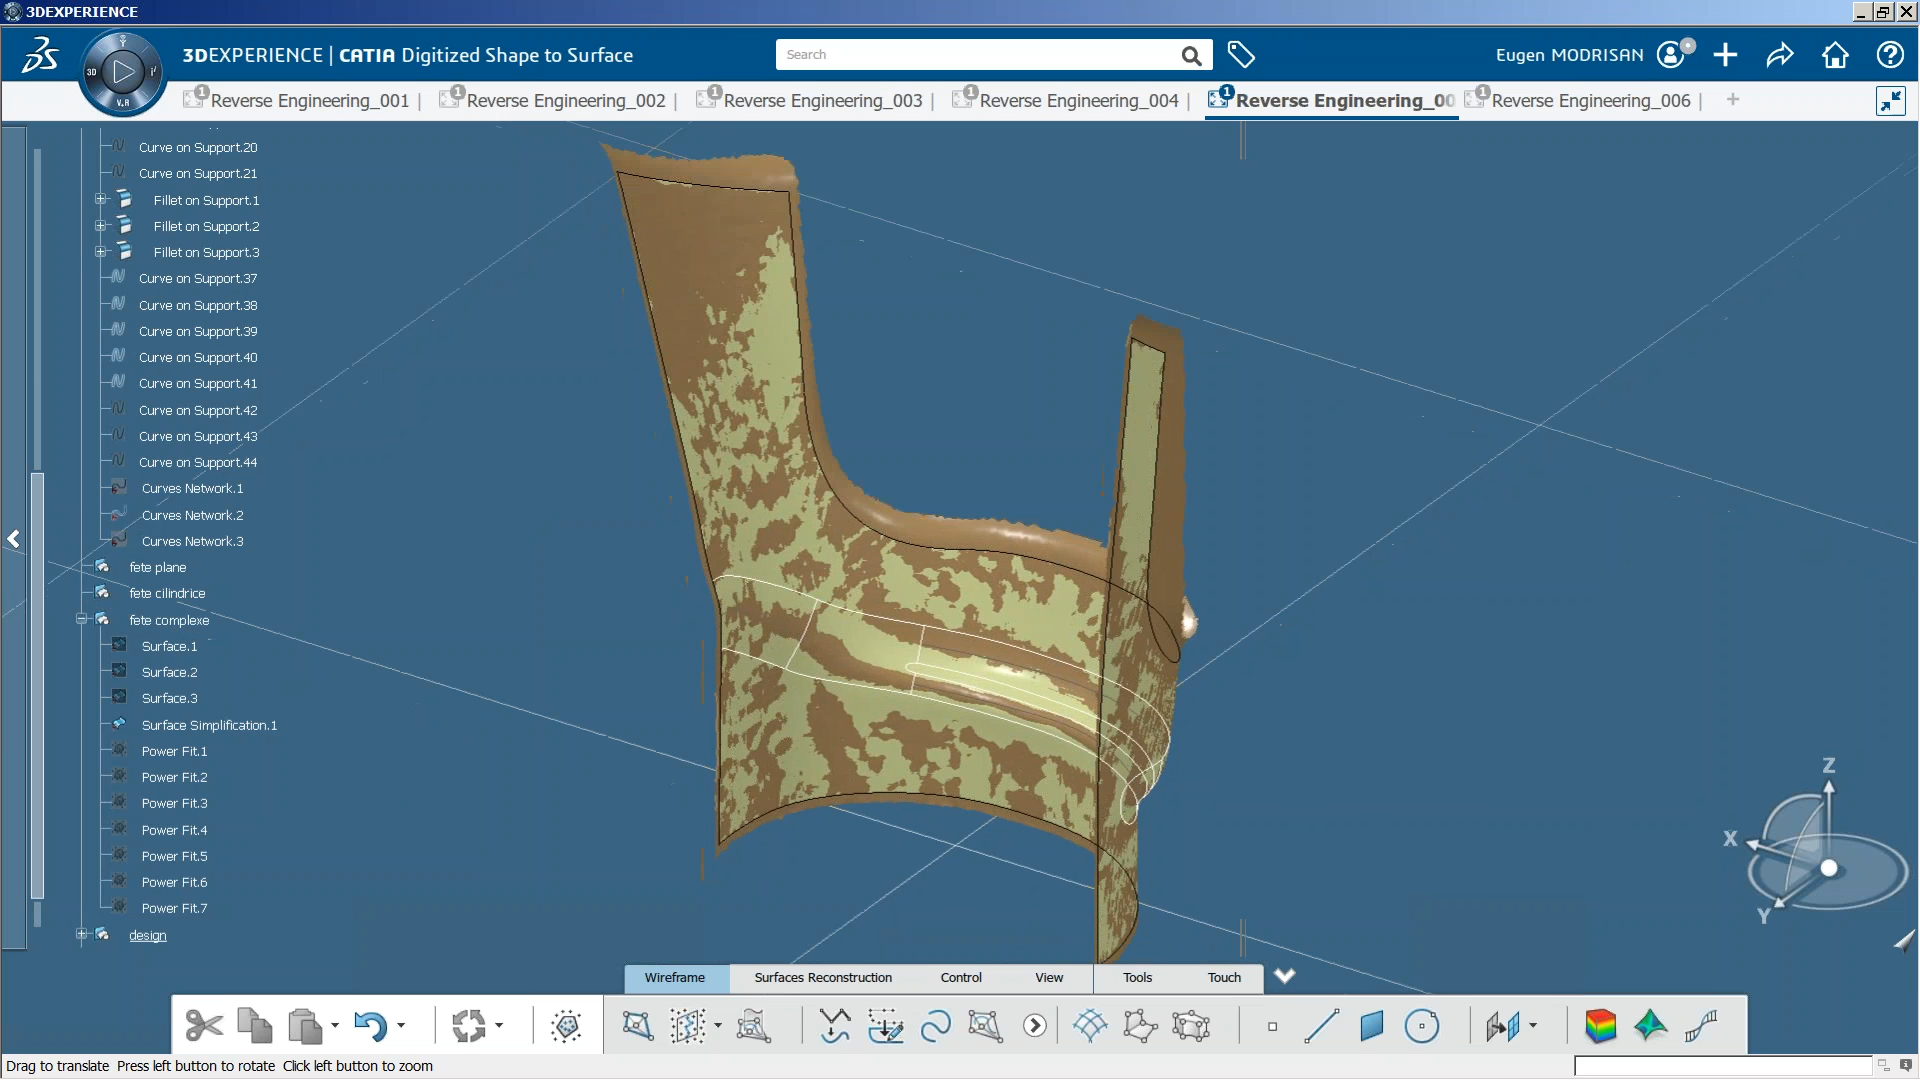 3DEXPERIENCE
3DEXPERIENCE | CATIA Digitized Shape to Surface
Search
Eugen MODRISAN
3D
V.R
1 Reverse Engineering_001
1 Reverse Engineering_002
1 Reverse Engineering_003
1 Reverse Engineering_004
1 Reverse Engineering_00
1 Reverse Engineering_006
Curve on Support.20
Curve on Support.21
Fillet on Support.1
Fillet on Support.2
Fillet on Support.3
Curve on Support.37
Curve on Support.38
Curve on Support.39
Curve on Support.40
Curve on Support.41
Curve on Support.42
Curve on Support.43
Curve on Support.44
Curves Network.1
Curves Network.2
Curves Network.3
fete plane
fete cilindrice
fete complexe
Surface.1
Surface.2
Surface.3
Surface Simplification.1
Power Fit.1
Power Fit.2
Power Fit.3
Power Fit.4
Power Fit.5
Power Fit.6
Power Fit.7
design
Z
X
Y
Wireframe
Surfaces Reconstruction
Control
View
Tools
Touch
Drag to translate Press left button to rotate Click left button to zoom